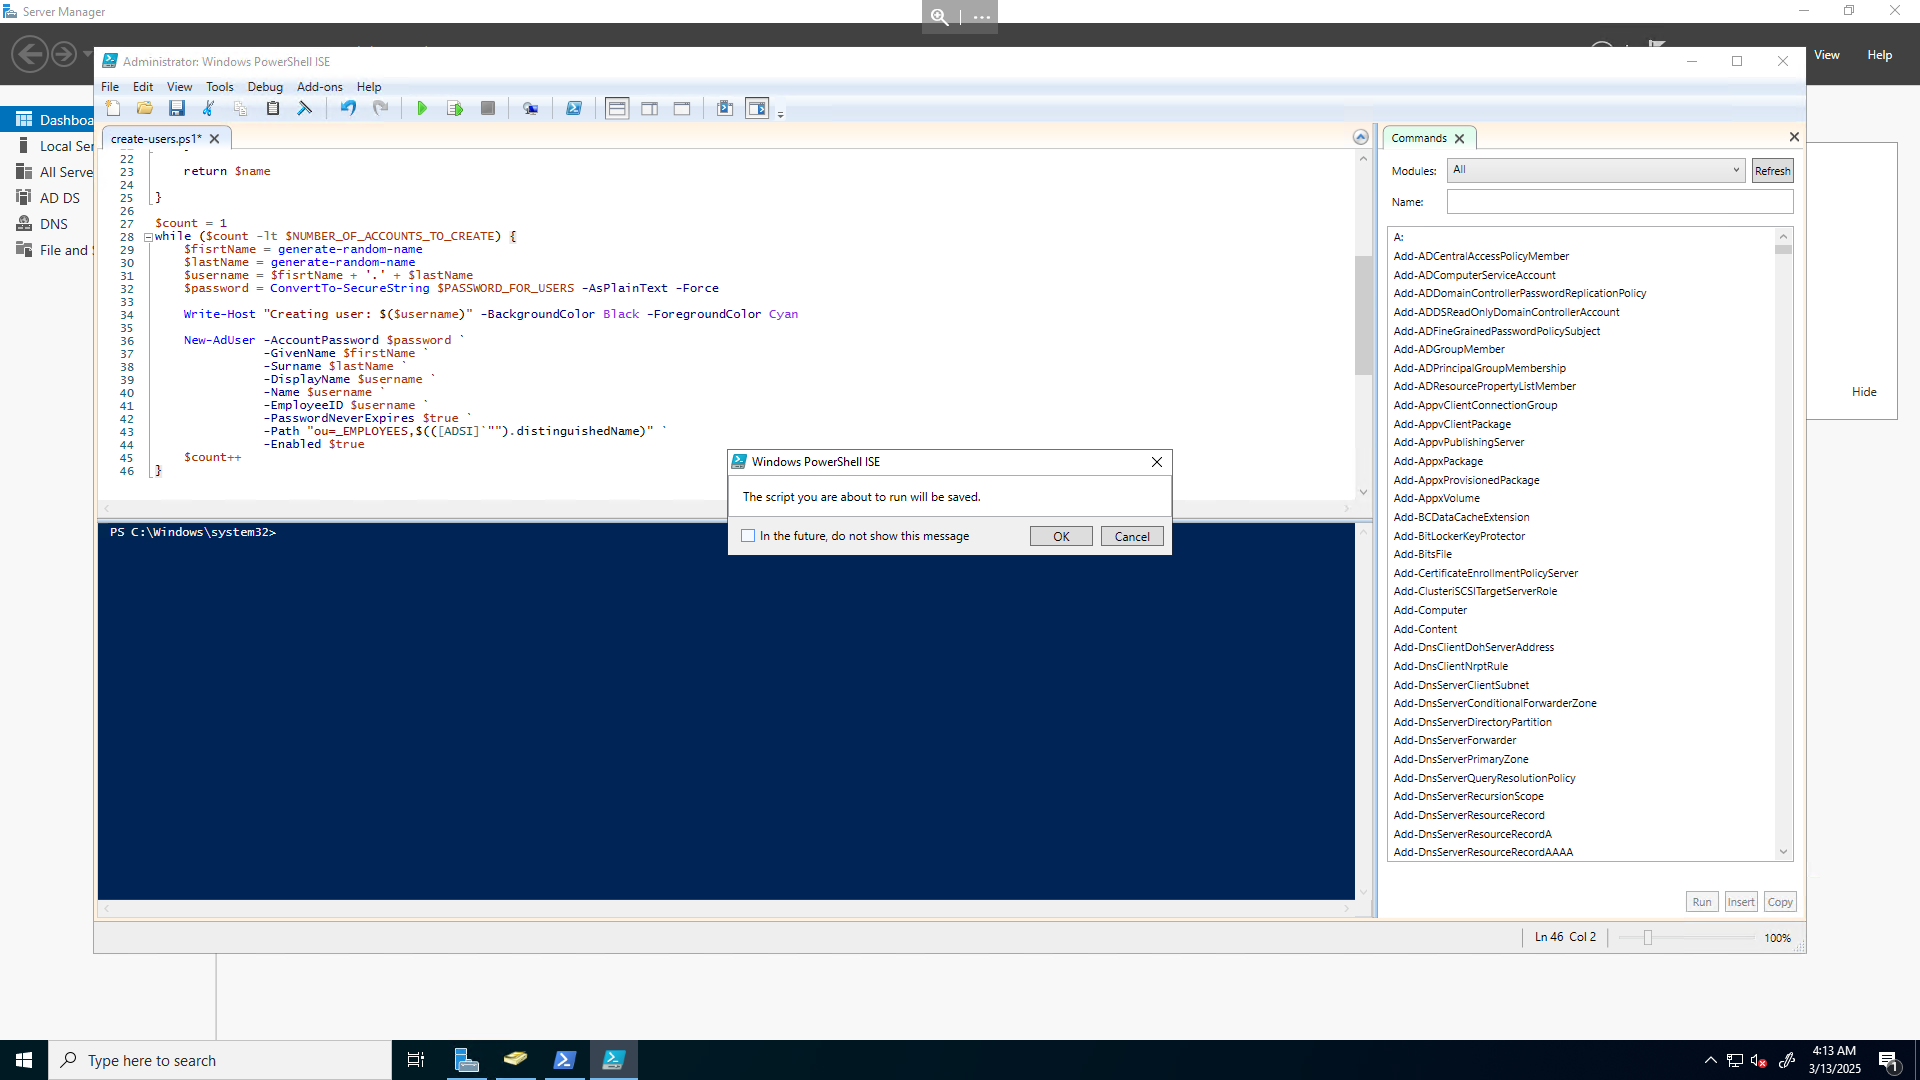 Server Manager
View Help
Administrator: Windows PowerShell ISE
File Edit View Tools Debug Add-ons Help
Dashboa
Local Ser
All Serve
AD DS
DNS
File and S
create-users.ps1*
22
23 return $name
24
25 }
26
27 $count = 1
28 while ($count -lt $NUMBER_OF_ACCOUNTS_TO_CREATE) {
29 $fisrtName = generate-random-name
30 $lastName = generate-random-name
31 $username = $fisrtName + '.' + $lastName
32 $password = ConvertTo-SecureString $PASSWORD_FOR_USERS -AsPlainText -Force
33
34 Write-Host "Creating user: $($username)" -BackgroundColor Black -ForegroundColor Cyan
35
36 New-AdUser -AccountPassword $password `
37 -GivenName $firstName `
38 -Surname $lastName `
39 -DisplayName $username `
40 -Name $username `
41 -EmployeeID $username `
42 -PasswordNeverExpires $true `
43 -Path "ou=_EMPLOYEES,$(([ADSI]`"").distinguishedName)" `
44 -Enabled $true
45 $count++
46 }
Windows PowerShell ISE
The script you are about to run will be saved.
In the future, do not show this message
OK Cancel
PS C:\Windows\system32>
Commands
Modules: All Refresh
Name:
A:
Add-ADCentralAccessPolicyMember
Add-ADComputerServiceAccount
Add-ADDomainControllerPasswordReplicationPolicy
Add-ADDSReadOnlyDomainControllerAccount
Add-ADFineGrainedPasswordPolicySubject
Add-ADGroupMember
Add-ADPrincipalGroupMembership
Add-ADResourcePropertyListMember
Add-AppvClientConnectionGroup
Add-AppvClientPackage
Add-AppvPublishingServer
Add-AppxPackage
Add-AppxProvisionedPackage
Add-AppxVolume
Add-BCDataCacheExtension
Add-BitLockerKeyProtector
Add-BitsFile
Add-CertificateEnrollmentPolicyServer
Add-ClusteriSCSITargetServerRole
Add-Computer
Add-Content
Add-DnsClientDohServerAddress
Add-DnsClientNrptRule
Add-DnsServerClientSubnet
Add-DnsServerConditionalForwarderZone
Add-DnsServerDirectoryPartition
Add-DnsServerForwarder
Add-DnsServerPrimaryZone
Add-DnsServerQueryResolutionPolicy
Add-DnsServerRecursionScope
Add-DnsServerResourceRecord
Add-DnsServerResourceRecordA
Add-DnsServerResourceRecordAAAA
Run Insert Copy
Hide
Ln 46 Col 2 100%
Type here to search
4:13 AM
3/13/2025
1